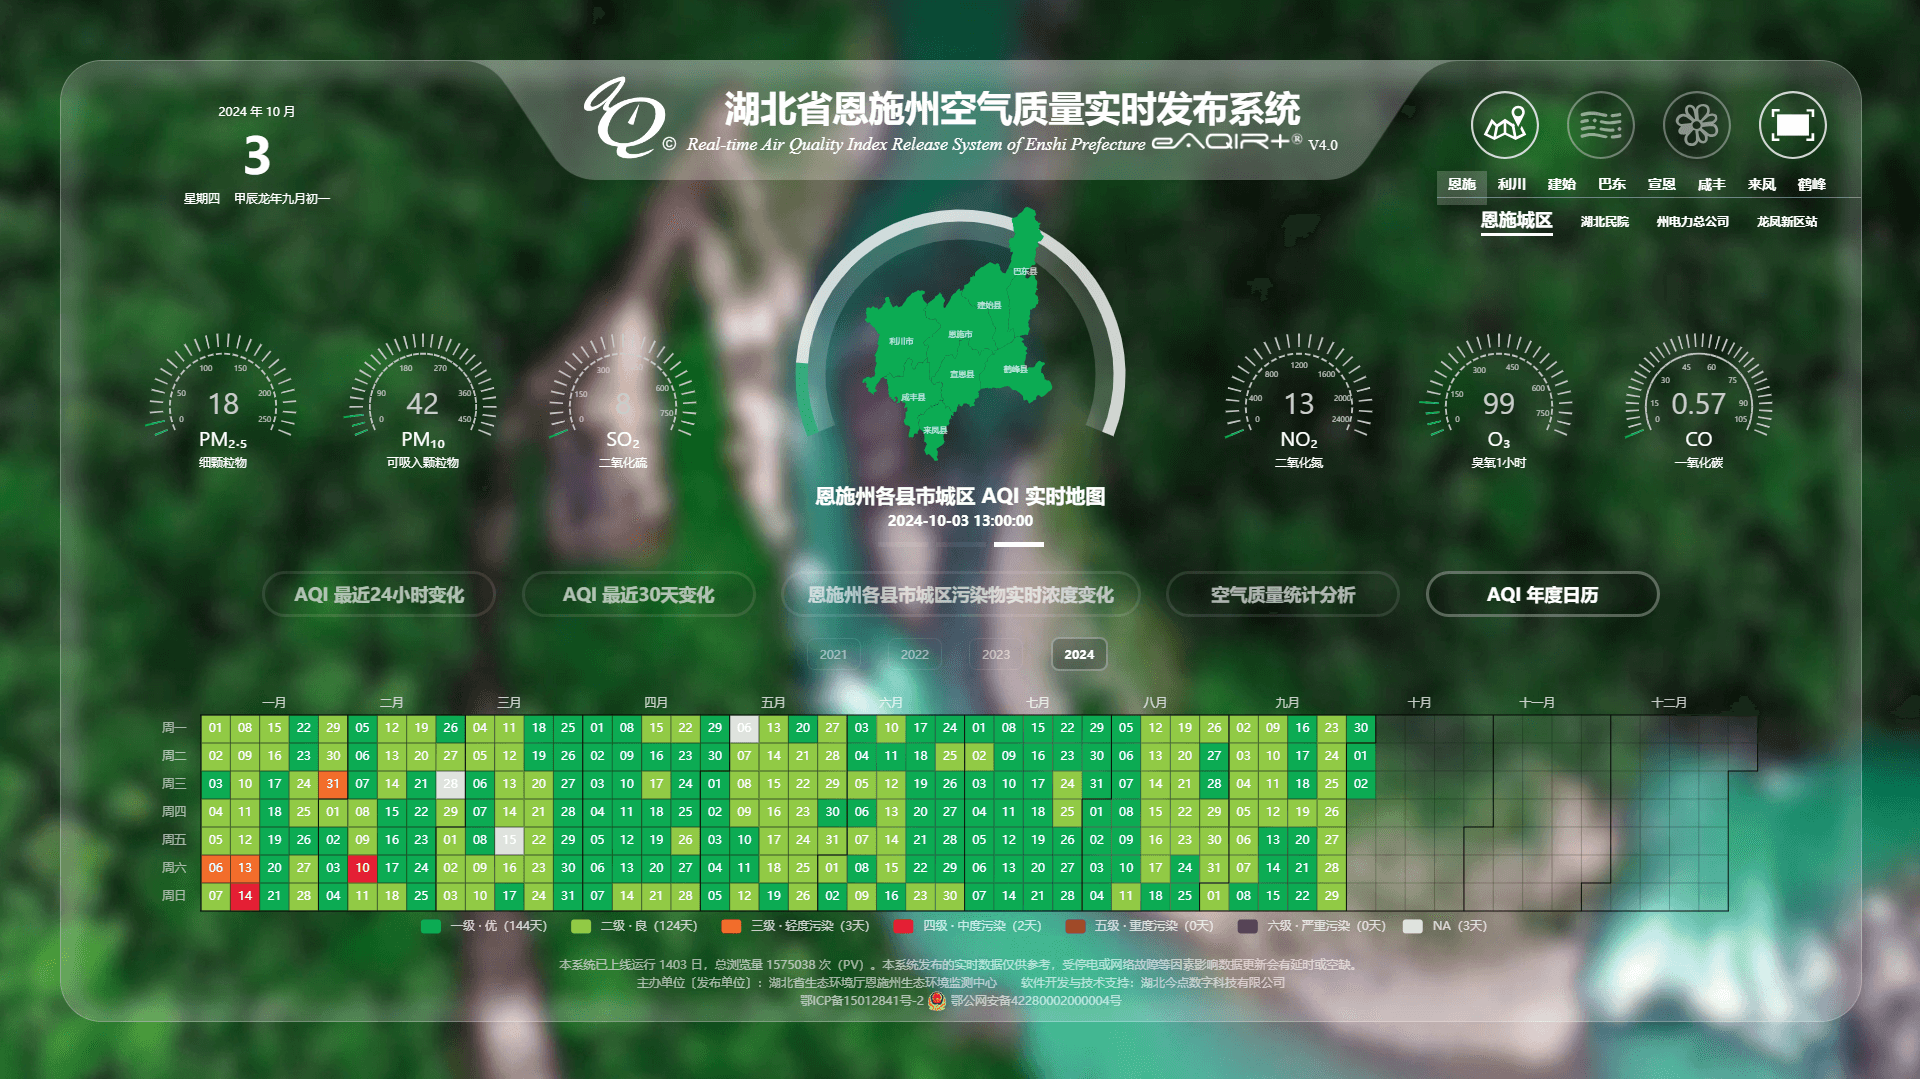 2024 年 10 月
3
星期四 甲辰龙年九月初一
aQ© 湖北省恩施州空气质量实时发布系统
Real-time Air Quality Index Release System of Enshi Prefecture eAQIR+® V4.0
恩施 利川 建始 巴东 宣恩 咸丰 来凤 鹤峰
恩施城区 湖北民院 州电力总公司 龙凤新区站
0 50 100 150 200 250
18
PM₂.₅
细颗粒物
0 90 180 270 360 450
42
PM₁₀
可吸入颗粒物
0 150 300 600 750
8
SO₂
二氧化硫
巴东县
建始县
恩施市
利川市
鹤峰县
宣恩县
咸丰县
来凤县
0 400 800 1200 1600 2000 2400
13
NO₂
二氧化氮
0 150 300 450 600 750
99
O₃
臭氧1小时
0 15 30 45 60 75 90 105
0.57
CO
一氧化碳
恩施州各县市城区 AQI 实时地图
2024-10-03 13:00:00
AQI 最近24小时变化 AQI 最近30天变化 恩施州各县市城区污染物实时浓度变化 空气质量统计分析 AQI 年度日历
2021 2022 2023 2024
一月 二月 三月 四月 五月 六月 七月 八月 九月 十月 十一月 十二月
周一 01 08 15 22 29 05 12 19 26 04 11 18 25 01 08 15 22 29 06 13 20 27 03 10 17 24 01 08 15 22 29 05 12 19 26 02 09 16 23 30
周二 02 09 16 23 30 06 13 20 27 05 12 19 26 02 09 16 23 30 07 14 21 28 04 11 18 25 02 09 16 23 30 06 13 20 27 03 10 17 24 01
周三 03 10 17 24 31 07 14 21 28 06 13 20 27 03 10 17 24 01 08 15 22 29 05 12 19 26 03 10 17 24 31 07 14 21 28 04 11 18 25 02
周四 04 11 18 25 01 08 15 22 29 07 14 21 28 04 11 18 25 02 09 16 23 30 06 13 20 27 04 11 18 25 01 08 15 22 29 05 12 19 26
周五 05 12 19 26 02 09 16 23 01 08 15 22 29 05 12 19 26 03 10 17 24 31 07 14 21 28 05 12 19 26 02 09 16 23 30 06 13 20 27
周六 06 13 20 27 03 10 17 24 02 09 16 23 30 06 13 20 27 04 11 18 25 01 08 15 22 29 06 13 20 27 03 10 17 24 31 07 14 21 28
周日 07 14 21 28 04 11 18 25 03 10 17 24 31 07 14 21 28 05 12 19 26 02 09 16 23 30 07 14 21 28 04 11 18 25 01 08 15 22 29
一级 · 优（144天） 二级 · 良（124天） 三级 · 轻度污染（3天） 四级 · 中度污染（2天） 五级 · 重度污染（0天） 六级 · 严重污染（0天） NA（3天）
本系统已上线运行 1403 日，总浏览量 1575038 次（PV）。本系统发布的实时数据仅供参考，受停电或网络故障等因素影响数据更新会有延时或空缺。
主办单位〔发布单位〕：湖北省生态环境厅恩施州生态环境监测中心 软件开发与技术支持：湖北今点数字科技有限公司
鄂ICP备15012841号-2 鄂公网安备42280002000004号